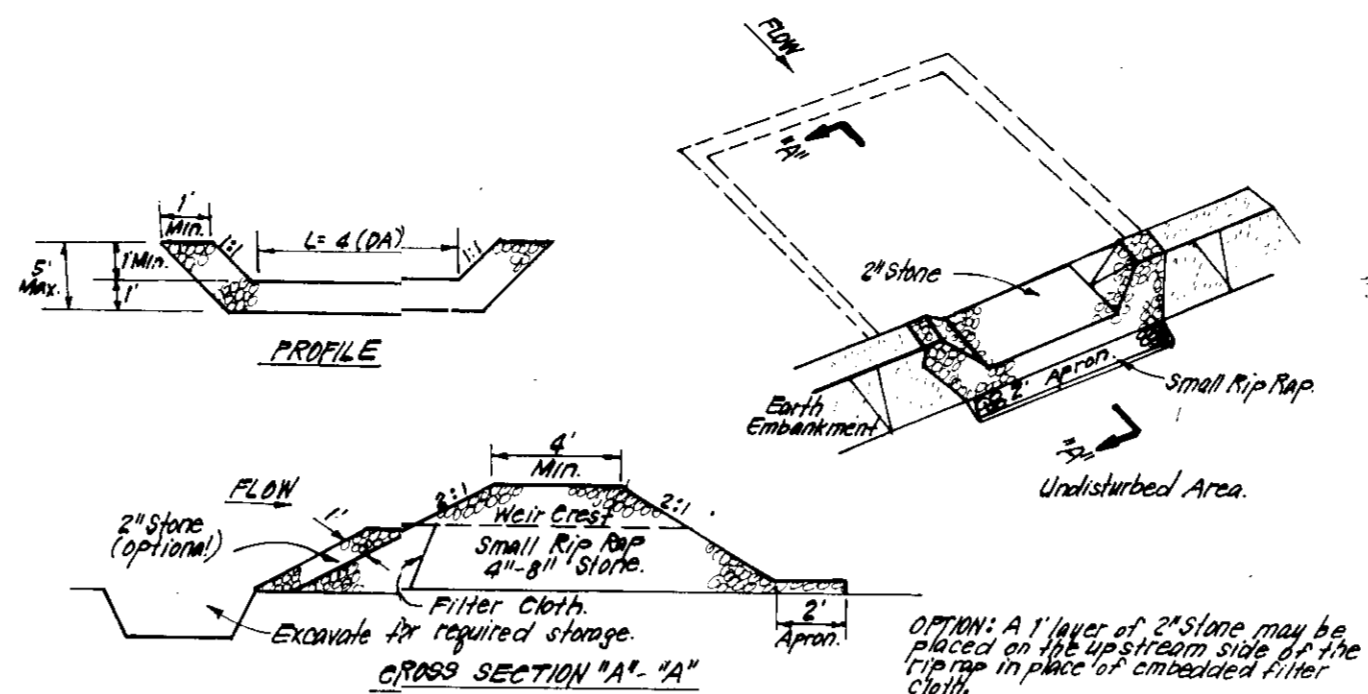 FLOW
"A"
2" Stone
Small Rip Rap.
2' Apron.
Earth
Embankment
"A"
Undisturbed Area.
1'
Min.
1:1
L= 4 (DA)
1:1
5'
Max.
1' Min.
1'
PROFILE
4'
Min.
FLOW
2:1
2:1
1'
2" Stone
(optional)
Weir Crest
Small Rip Rap
4"-8" Stone.
Filter Cloth.
Excavate for required storage.
2'
Apron.
CROSS SECTION "A"-"A"
OPTION: A 1' layer of 2" Stone may be
placed on the upstream side of the
riprap in place of embedded filter
cloth.